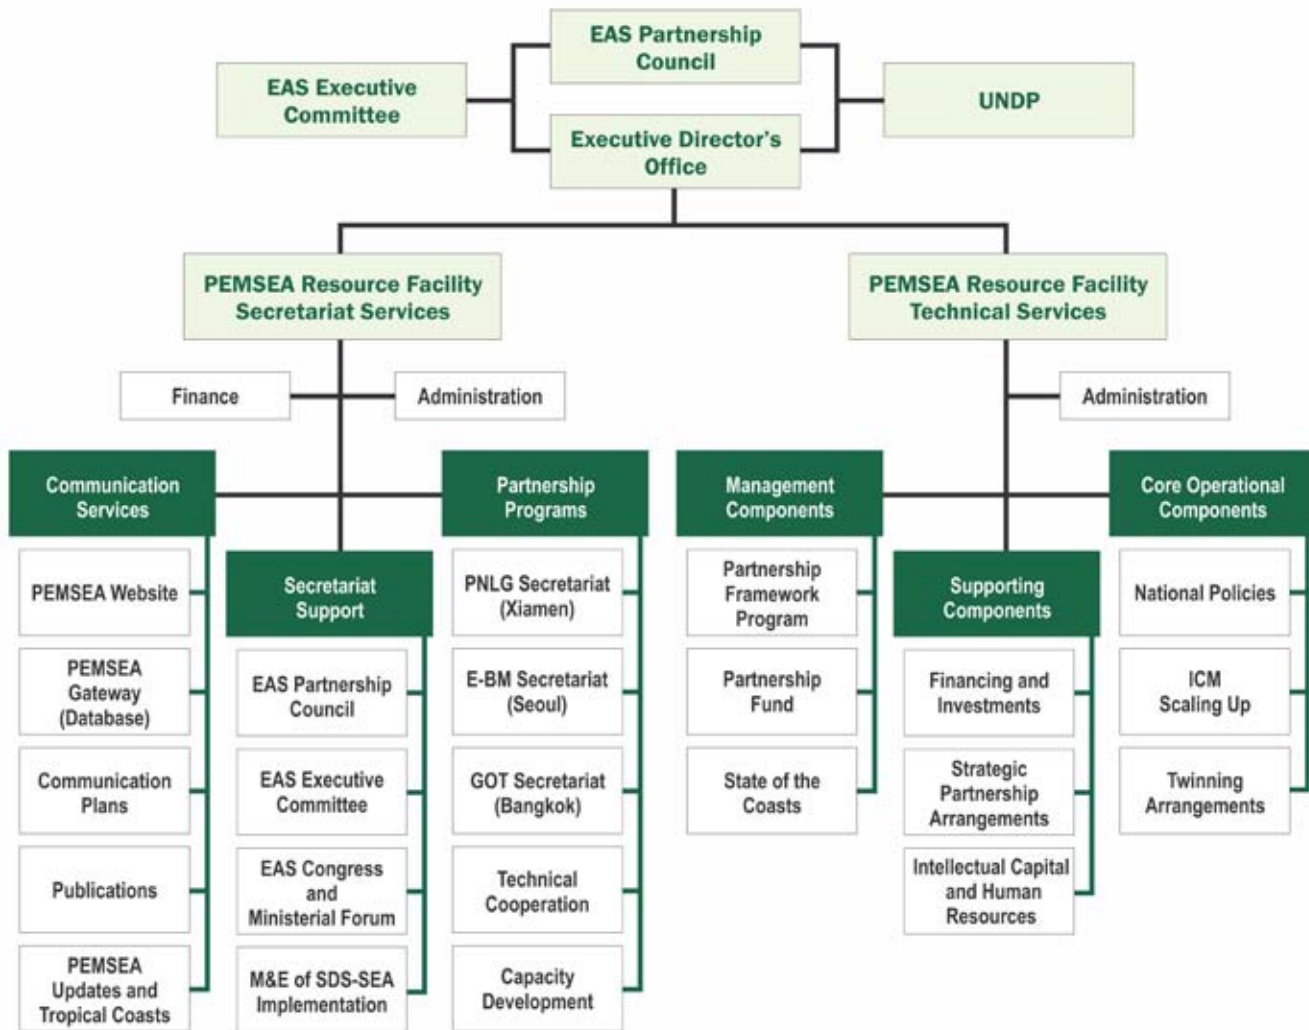 EAS Partnership
Council
EAS Executive
Committee
UNDP
Executive Director's
Office
PEMSEA Resource Facility
Secretariat Services
PEMSEA Resource Facility
Technical Services
Finance
Administration
Administration
Communication
Services
PEMSEA Website
PEMSEA
Gateway
(Database)
Communication
Plans
Publications
PEMSEA
Updates and
Tropical Coasts
Secretariat
Support
EAS Partnership
Council
EAS Executive
Committee
EAS Congress
and
Ministerial Forum
M&E of SDS-SEA
Implementation
Partnership
Programs
PNLG Secretariat
(Xiamen)
E-BM Secretariat
(Seoul)
GOT Secretariat
(Bangkok)
Technical
Cooperation
Capacity
Development
Management
Components
Partnership
Framework
Program
Partnership
Fund
State of the
Coasts
Supporting
Components
Financing and
Investments
Strategic
Partnership
Arrangements
Intellectual Capital
and Human
Resources
Core Operational
Components
National Policies
ICM
Scaling Up
Twinning
Arrangements